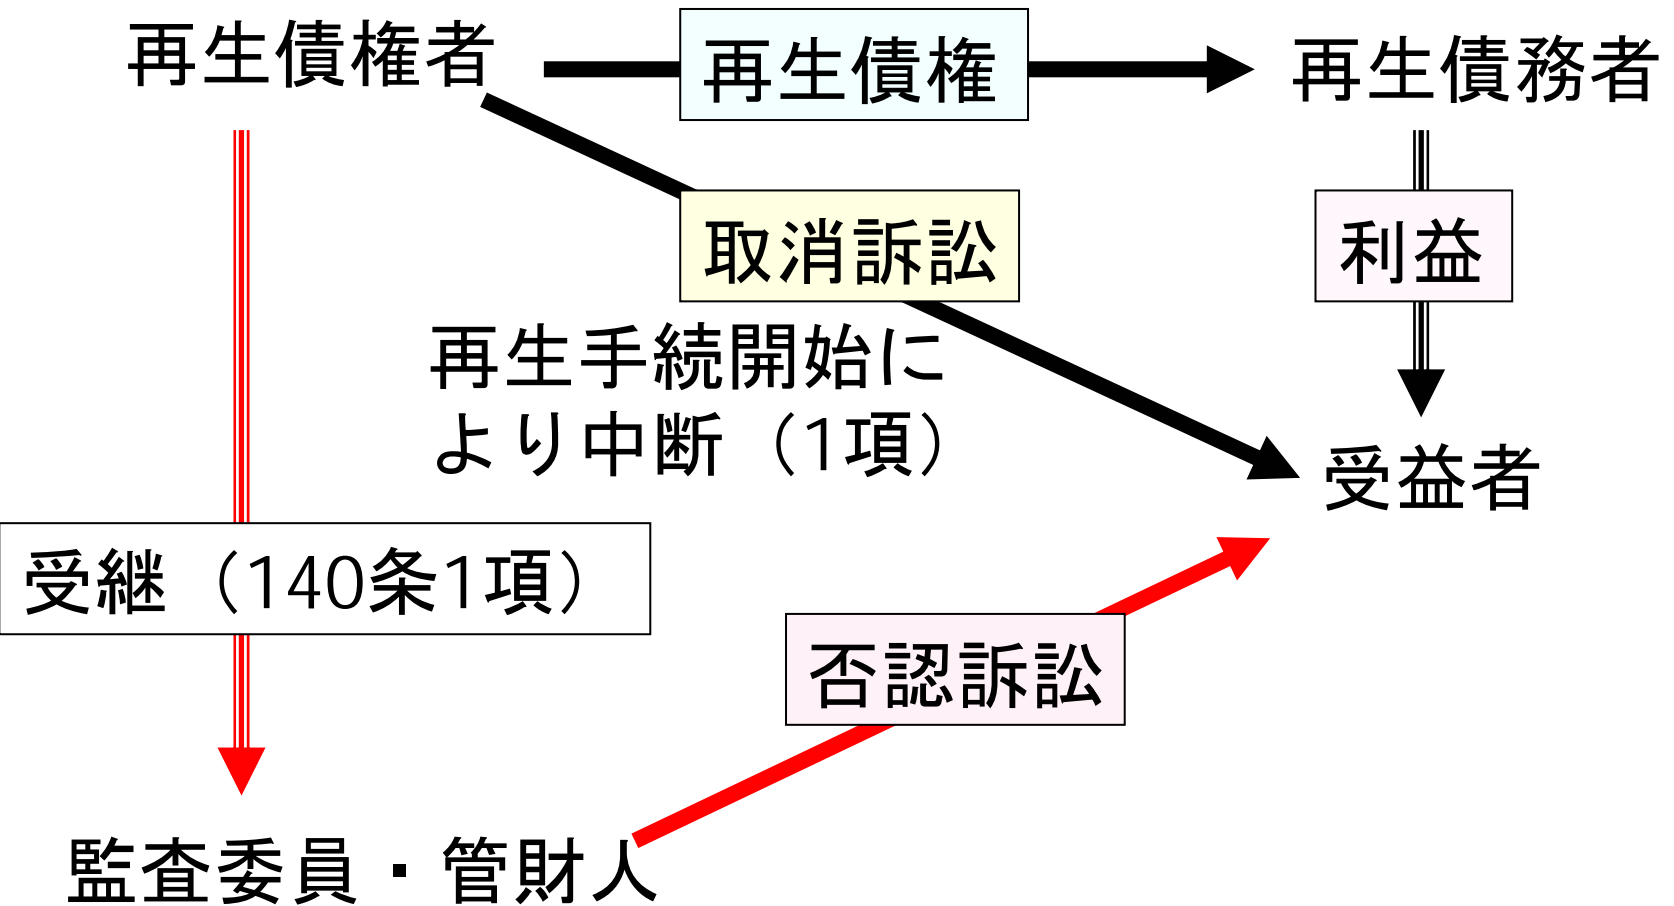 再生債権者
再生債権
再生債務者
取消訴訟
利益
再生手続開始に
より中断（1項）
受益者
受継（140条1項）
否認訴訟
監査委員・管財人